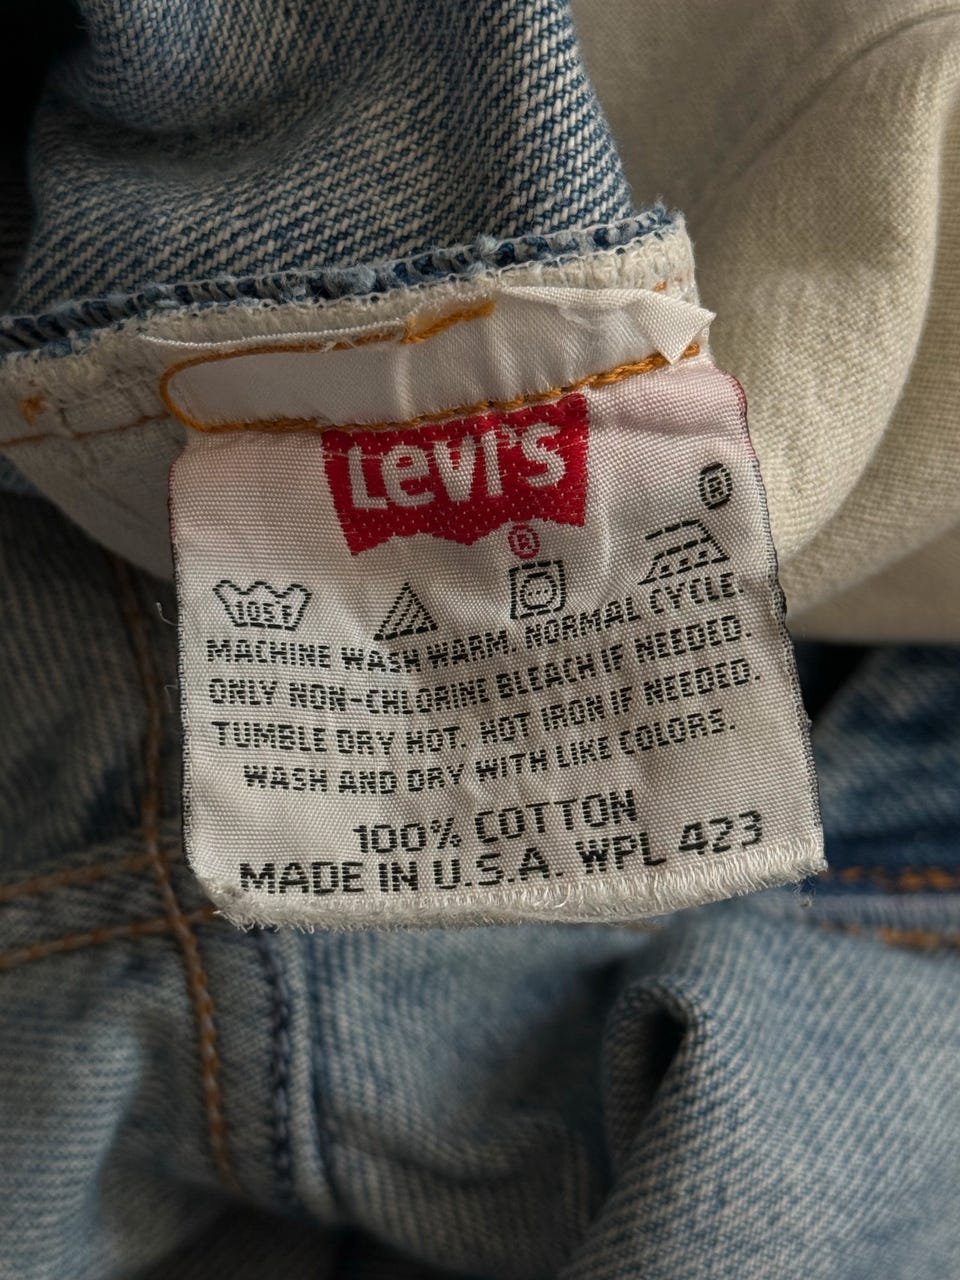 Levi's
®
®
105°F
MACHINE WASH WARM. NORMAL CYCLE.
ONLY NON-CHLORINE BLEACH IF NEEDED.
TUMBLE DRY HOT. HOT IRON IF NEEDED.
WASH AND DRY WITH LIKE COLORS.
100% COTTON
MADE IN U.S.A. WPL 423